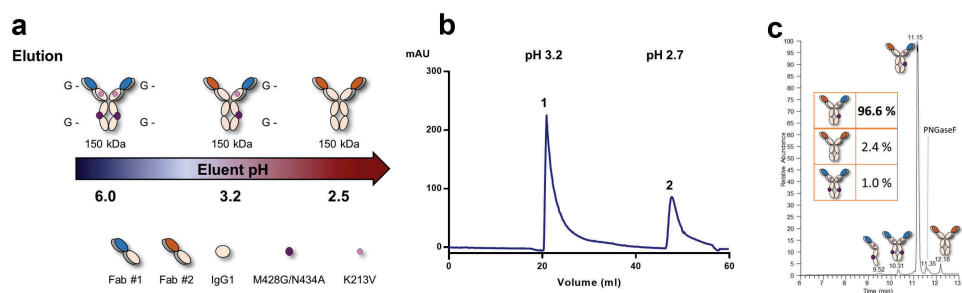 a
Elution
G -
G -
- G
- G
G -
G -
- G
- G
150 kDa
150 kDa
150 kDa
Eluent pH
6.0
3.2
2.5
Fab #1
Fab #2
IgG1
M428G/N434A
K213V
b
mAU
pH 3.2
pH 2.7
300
200
100
0
1
2
0
20
40
60
Volume (ml)
c
Relative Abundance
100
95
90
85
80
75
70
65
60
55
50
45
40
35
30
25
20
15
10
5
0
11.15
96.6 %
2.4 %
1.0 %
PNGaseF
9.52
10.31
11.35
12.18
6
7
8
9
10
11
12
13
Time (min)